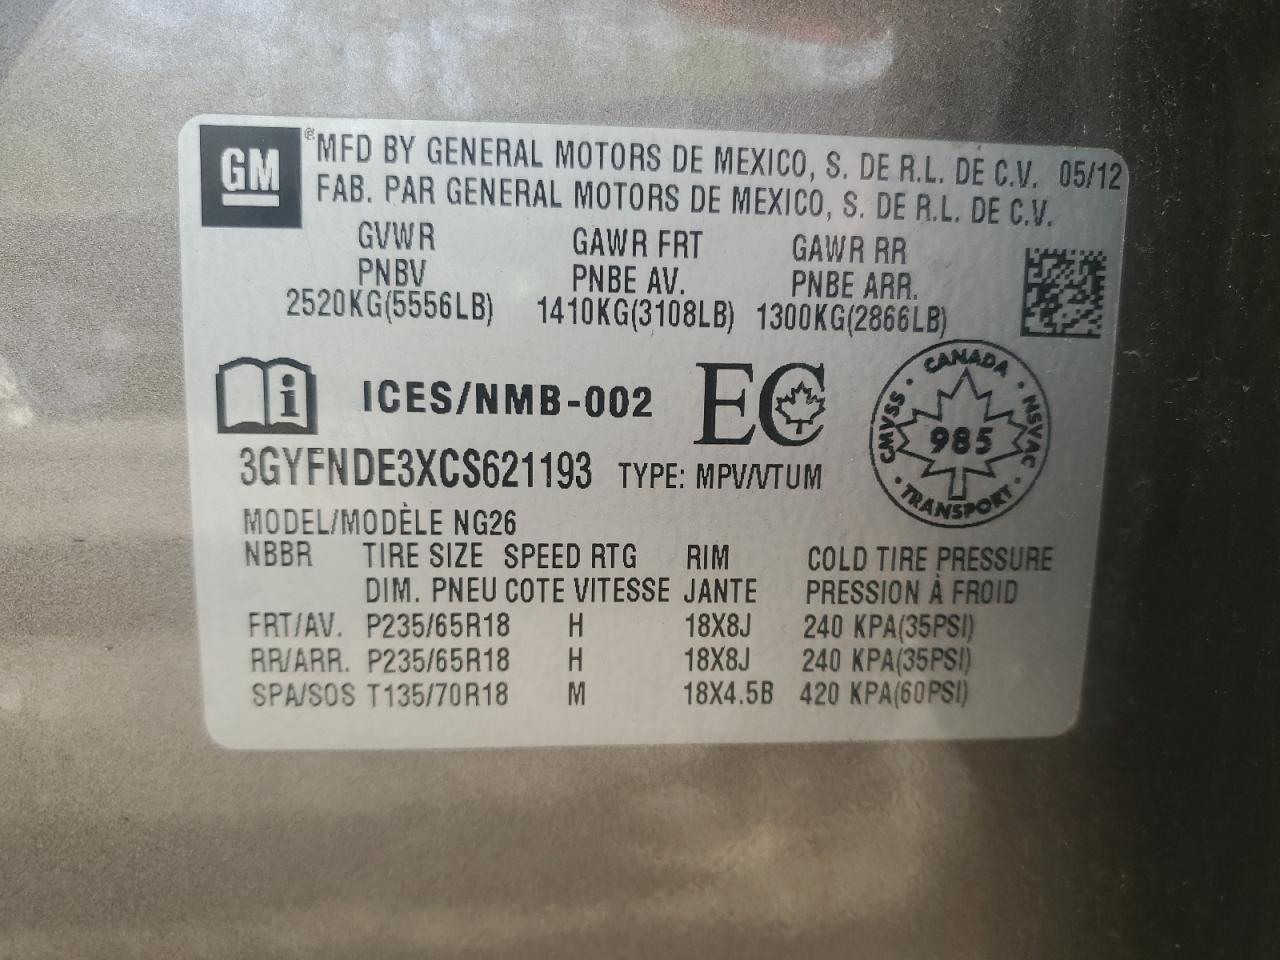 GM
® MFD BY GENERAL MOTORS DE MEXICO, S. DE R.L. DE C.V. 05/12
FAB. PAR GENERAL MOTORS DE MEXICO, S. DE R.L. DE C.V.
GVWR GAWR FRT GAWR RR
PNBV PNBE AV. PNBE ARR.
2520KG(5556LB) 1410KG(3108LB) 1300KG(2866LB)
i ICES/NMB-002 EC
CANADA
CMVSS 985 NSVAC
TRANSPORT
3GYFNDE3XCS621193 TYPE: MPV/VTUM
MODEL/MODÈLE NG26
NBBR TIRE SIZE SPEED RTG RIM COLD TIRE PRESSURE
DIM. PNEU COTE VITESSE JANTE PRESSION À FROID
FRT/AV. P235/65R18 H 18X8J 240 KPA(35PSI)
RR/ARR. P235/65R18 H 18X8J 240 KPA(35PSI)
SPA/SOS T135/70R18 M 18X4.5B 420 KPA(60PSI)